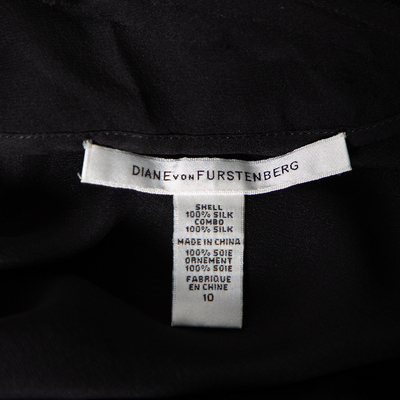 DIANE VON FURSTENBERG
SHELL
100% SILK
COMBO
100% SILK
MADE IN CHINA
100% SOIE
ORNEMENT
100% SOIE
FABRIQUE
EN CHINE
10